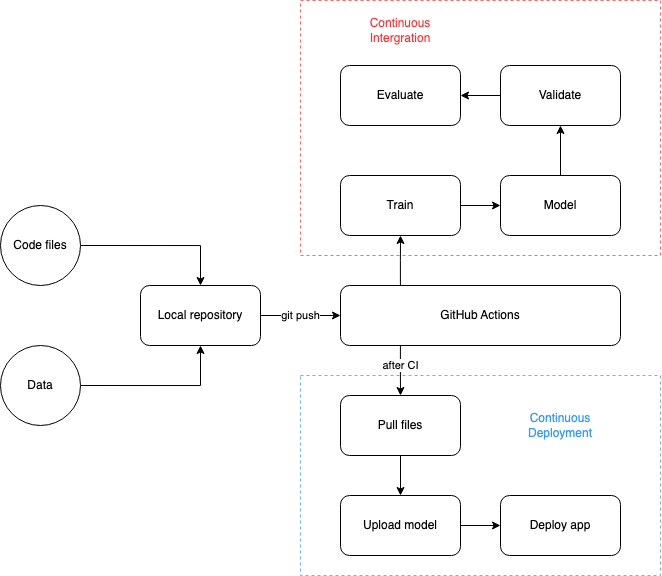 Continuous
Intergration
Evaluate
Validate
Train
Model
Code files
Local repository
git push
GitHub Actions
Data
after CI
Pull files
Continuous
Deployment
Upload model
Deploy app